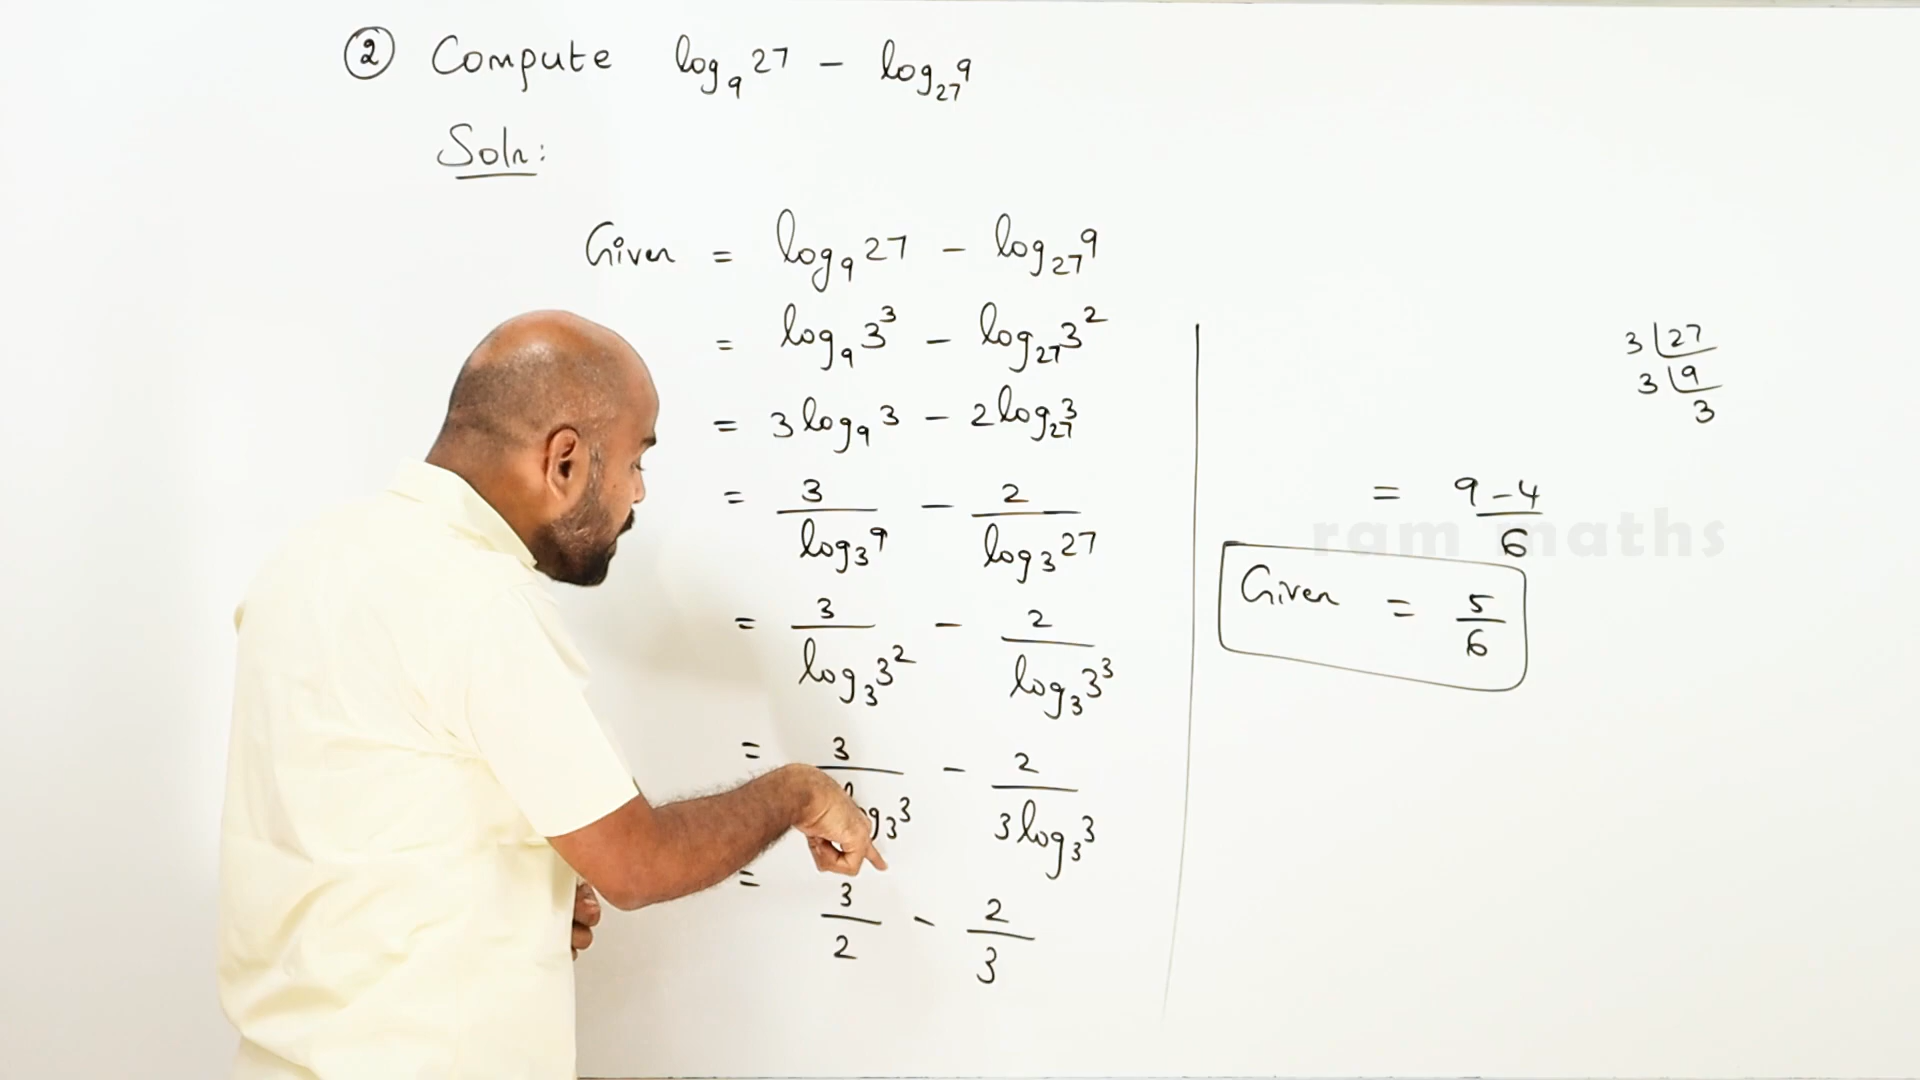 ② Compute log₉27 − log₂₇9
Soln:
Given = log₉27 − log₂₇9
= log₉3³ − log₂₇3²
= 3log₉3 − 2log₂₇3
= 3/log₃9 − 2/log₃27
= 3/log₃3² − 2/log₃3³
= 3/ og₃3 − 2/3log₃3
= 3/2 − 2/3
3 | 27
3 | 9
3
= 9 − 4/6
ram maths
Given = 5/6